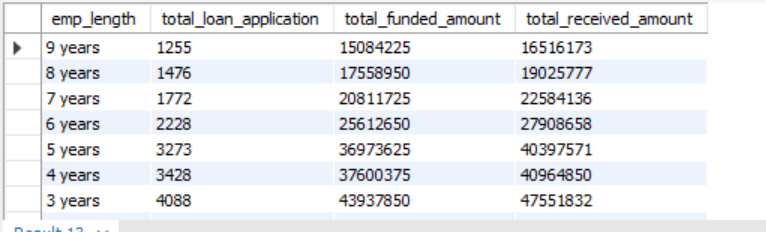 emp_length total_loan_application total_funded_amount total_received_amount
9 years 1255 15084225 16516173
8 years 1476 17558950 19025777
7 years 1772 20811725 22584136
6 years 2228 25612650 27908658
5 years 3273 36973625 40397571
4 years 3428 37600375 40964850
3 years 4088 43937850 47551832